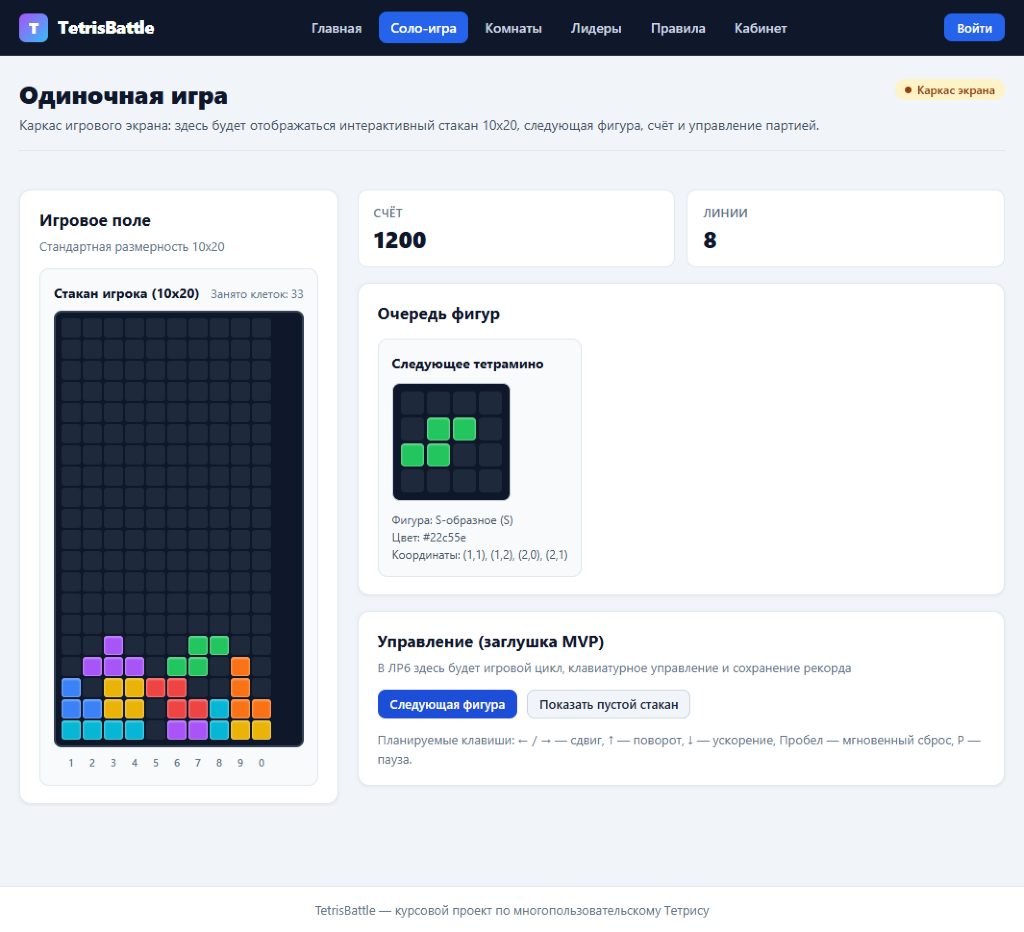 T TetrisBattle Главная Соло-игра Комнаты Лидеры Правила Кабинет Войти
Одиночная игра
Каркас экрана
Каркас игрового экрана: здесь будет отображаться интерактивный стакан 10x20, следующая фигура, счёт и управление партией.
Игровое поле
Стандартная размерность 10x20
Стакан игрока (10x20) Занято клеток: 33
1 2 3 4 5 6 7 8 9 0
СЧЁТ
1200
ЛИНИИ
8
Очередь фигур
Следующее тетрамино
Фигура: S-образное (S)
Цвет: #22c55e
Координаты: (1,1), (1,2), (2,0), (2,1)
Управление (заглушка MVP)
В ЛР6 здесь будет игровой цикл, клавиатурное управление и сохранение рекорда
Следующая фигура Показать пустой стакан
Планируемые клавиши: ← / → — сдвиг, ↑ — поворот, ↓ — ускорение, Пробел — мгновенный сброс, P —
пауза.
TetrisBattle — курсовой проект по многопользовательскому Тетрису